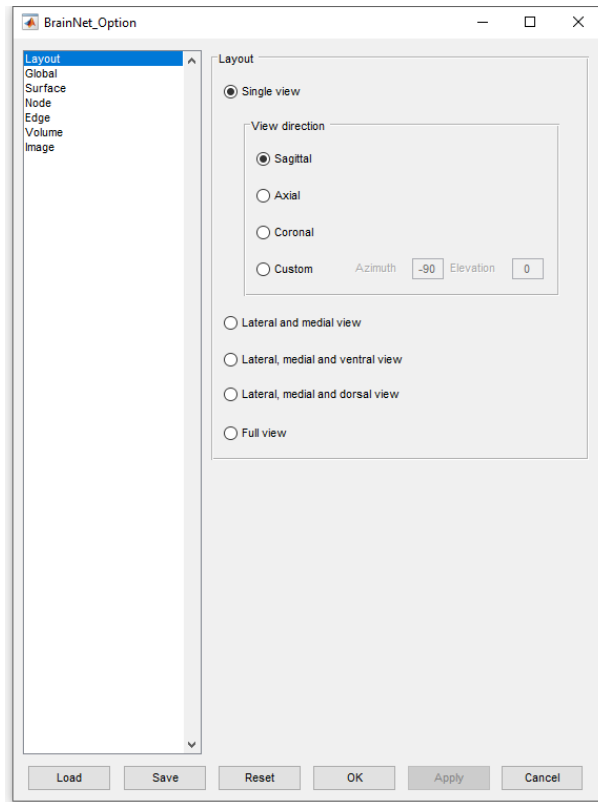 BrainNet_Option
Layout
Global
Surface
Node
Edge
Volume
Image
Layout
Single view
View direction
Sagittal
Axial
Coronal
Custom Azimuth -90 Elevation 0
Lateral and medial view
Lateral, medial and ventral view
Lateral, medial and dorsal view
Full view
Load Save Reset OK Apply Cancel